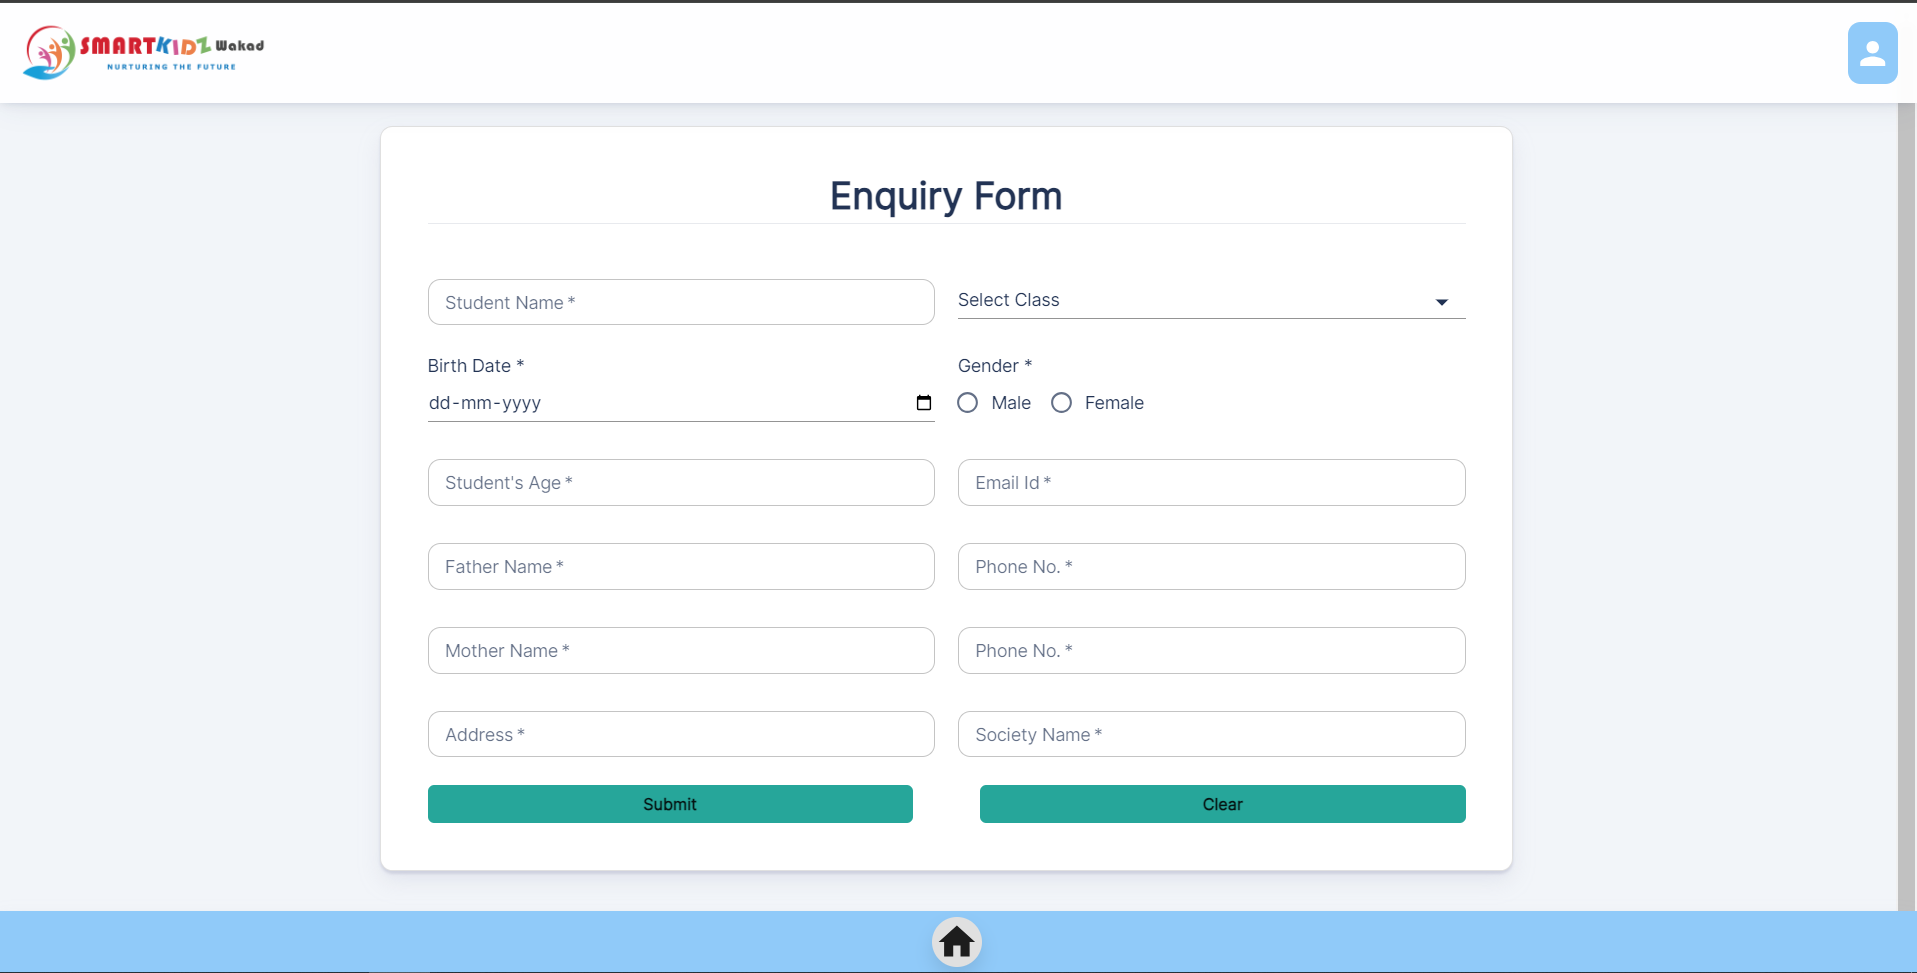 SMARTKIDZ Wakad
NURTURING THE FUTURE
Enquiry Form
Student Name *
Select Class
Birth Date *
Gender *
dd-mm-yyyy
Male
Female
Student's Age *
Email Id *
Father Name *
Phone No. *
Mother Name *
Phone No. *
Address *
Society Name *
Submit
Clear